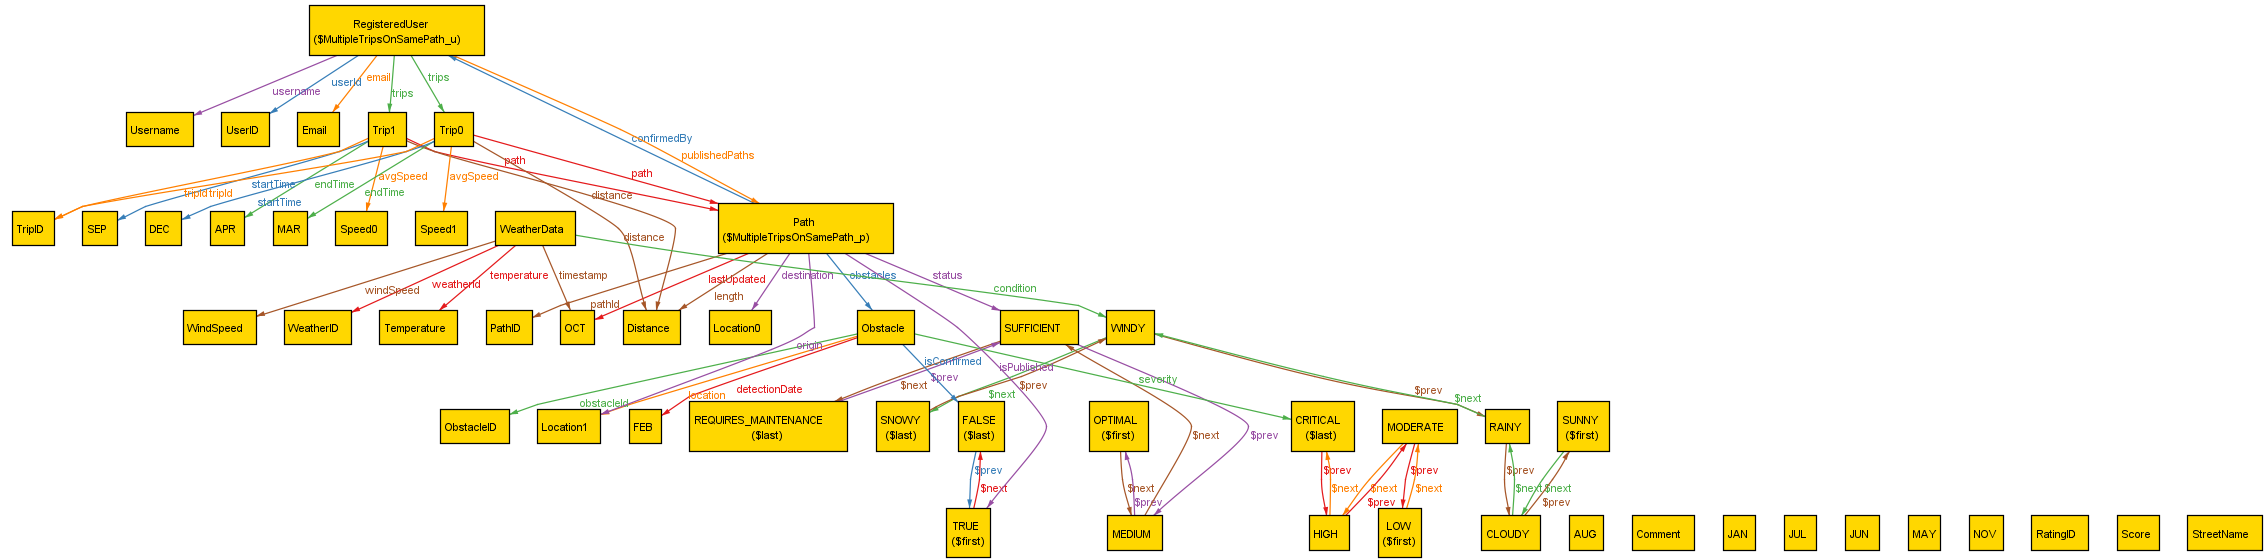 RegisteredUser
($MultipleTripsOnSamePath_u)
username
userId
email
trips
trips
confirmedBy
publishedPaths
Username
UserID
Email
Trip1
Trip0
tripId
tripId
startTime
startTime
endTime
endTime
avgSpeed
avgSpeed
path
path
distance
distance
TripID
SEP
DEC
APR
MAR
Speed0
Speed1
WeatherData
Path
($MultipleTripsOnSamePath_p)
windSpeed
weatherId
temperature
timestamp
pathId
lastUpdated
length
destination
obstacles
status
condition
origin
isPublished
WindSpeed
WeatherID
Temperature
PathID
OCT
Distance
Location0
Obstacle
SUFFICIENT
WINDY
obstacleId
location
detectionDate
isConfirmed
severity
$next
$prev
$next
$prev
$prev
$next
ObstacleID
Location1
FEB
REQUIRES_MAINTENANCE
($last)
SNOWY
($last)
FALSE
($last)
OPTIMAL
($first)
CRITICAL
($last)
MODERATE
RAINY
SUNNY
($first)
$prev
$next
$next
$prev
$next
$prev
$prev
$next
$next
$prev
$prev
$next
$prev
$next
$next
$prev
TRUE
($first)
MEDIUM
HIGH
LOW
($first)
CLOUDY
AUG
Comment
JAN
JUL
JUN
MAY
NOV
RatingID
Score
StreetName